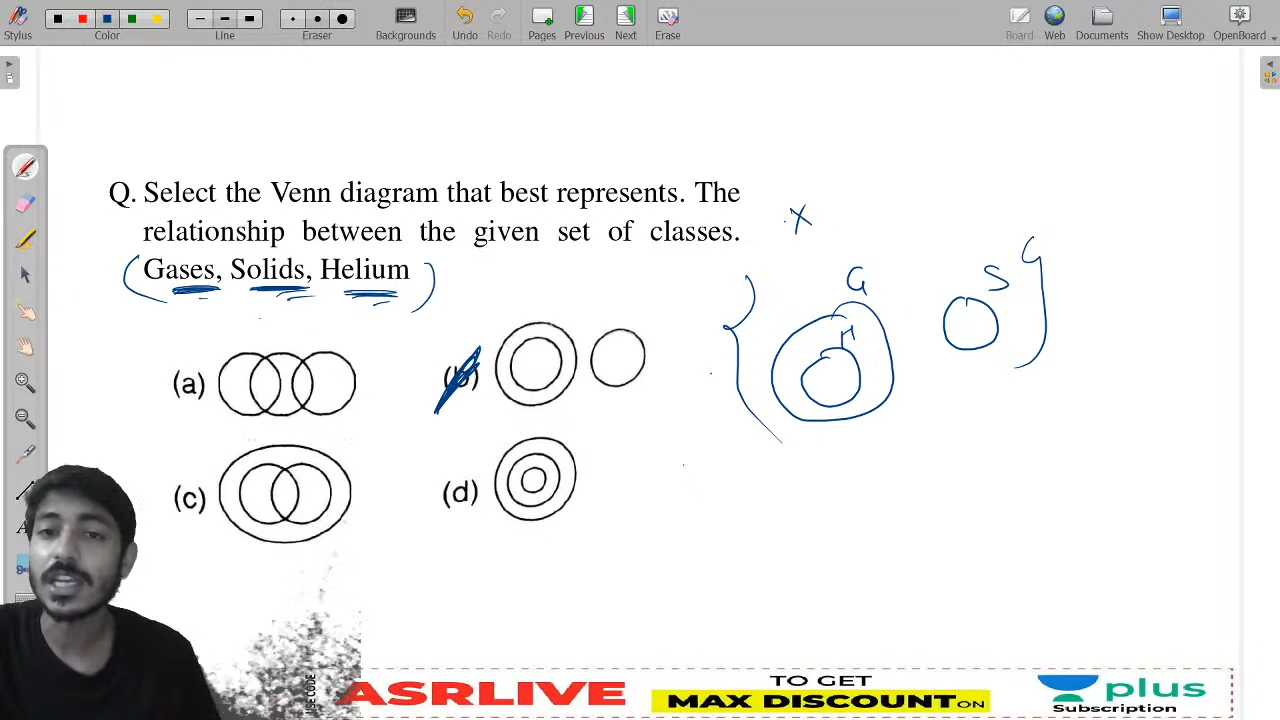 Stylus Color Line Eraser Backgrounds Undo Redo Pages Previous Next Erase Board Web Documents Show Desktop OpenBoard
Q. Select the Venn diagram that best represents. The
relationship between the given set of classes.
Gases, Solids, Helium
(a)
(b)
(c)
(d)
G
H
S
A
USE CODE
ASRLIVE
TO GET
MAX DISCOUNT ON
plus
Subscription